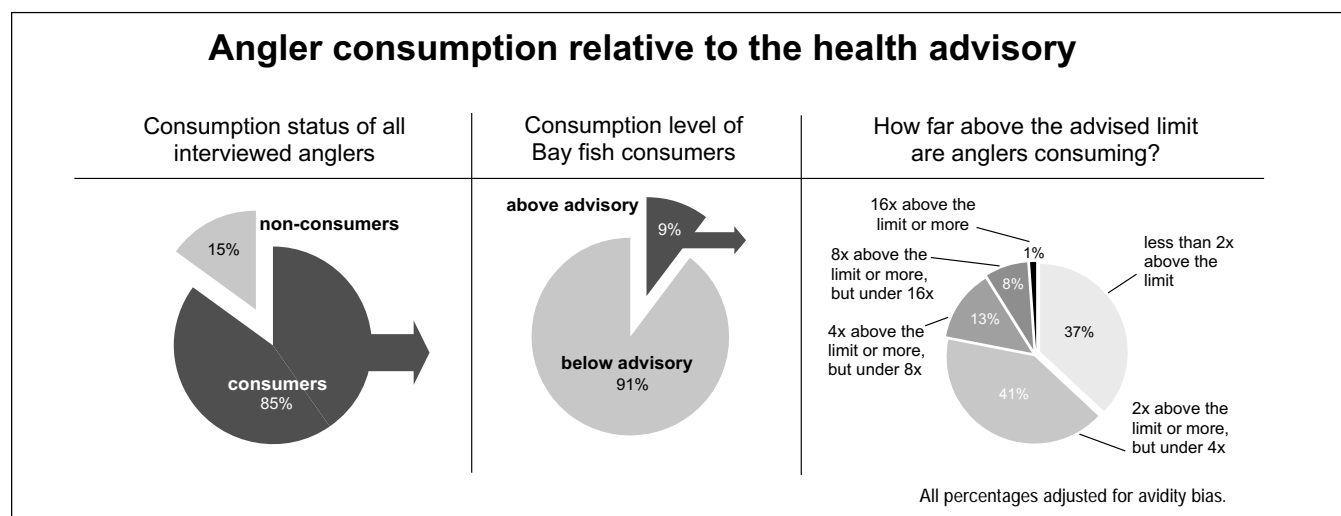 Angler consumption relative to the health advisory
Consumption status of all
interviewed anglers
non-consumers
15%
consumers
85%
Consumption level of
Bay fish consumers
above advisory
9%
below advisory
91%
How far above the advised limit
are anglers consuming?
16x above the
limit or more
1%
8x above the
limit or more,
but under 16x
8%
4x above the
limit or more,
but under 8x
13%
less than 2x
above the
limit
37%
41%
2x above the
limit or more,
but under 4x
All percentages adjusted for avidity bias.